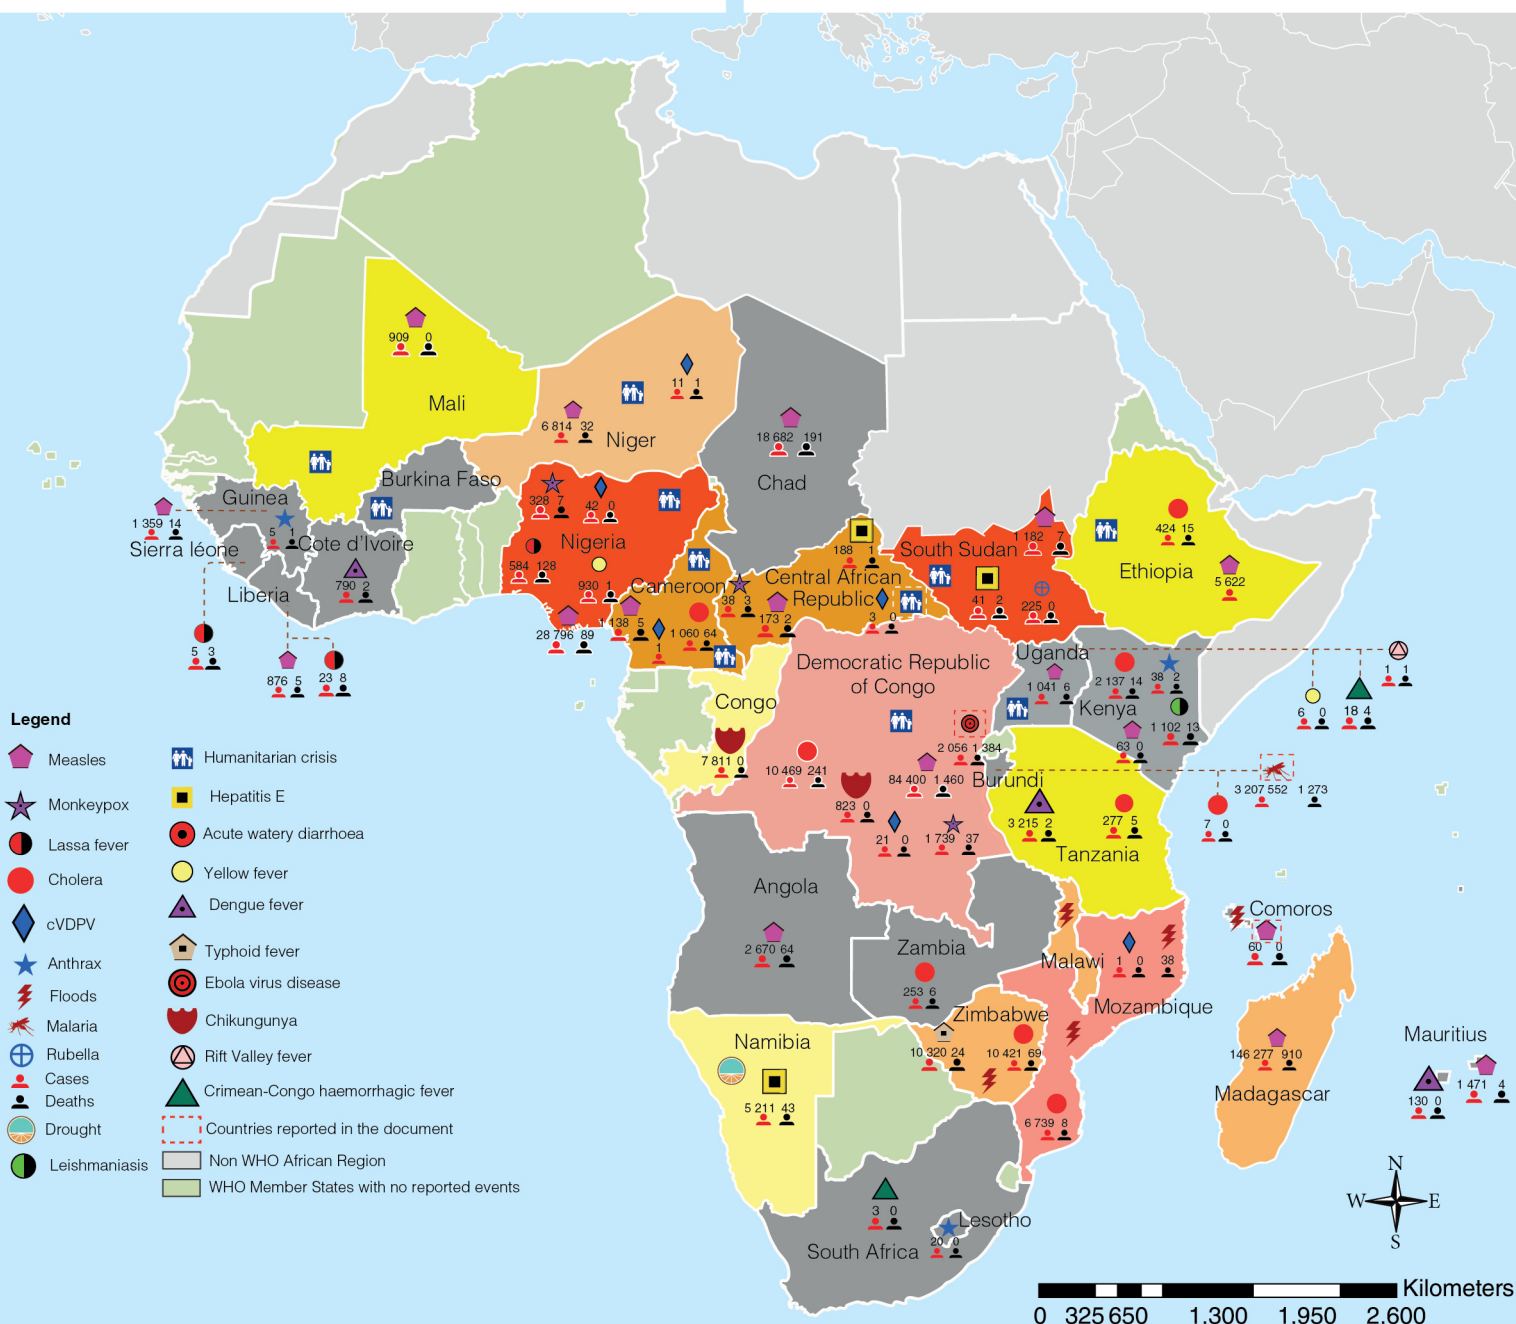 909 0
Mali
11 1
6 814 32
Niger
18 682 191
Chad
Burkina Faso
Guinea
1 359 14
5 1
Sierra léone
Cote d'Ivoire
790 2
Liberia
5 3
876 5
23 8
328 7
42 0
Nigeria
584 128
930 1
28 796 89
Cameroon
1 138 5
1
1 060 64
188 1
Central African
Republic
38 3
173 2
3 0
South Sudan
1 182 7
41 2
225 0
424 15
Ethiopia
5 622
Uganda
1 041 6
2 137 14
38 2
Kenya
1 102 13
63 0
6 0
18 4
1 1
Democratic Republic
of Congo
Congo
7 811 0
10 469 241
2 056 1 384
84 400 1 460
823 0
21 0
1 739 37
Burundi
3 207 552 1 273
7 0
3 215 2
277 5
Tanzania
Angola
2 670 64
Zambia
253 6
Malawi
1 0
38
Mozambique
6 739 8
Comoros
60 0
Zimbabwe
10 320 24
10 421 69
Namibia
5 211 43
146 277 910
Madagascar
Mauritius
130 0
1 471 4
3 0
South Africa
Lesotho
20 0
Legend
Measles
Monkeypox
Lassa fever
Cholera
cVDPV
Anthrax
Floods
Malaria
Rubella
Cases
Deaths
Drought
Leishmaniasis
Humanitarian crisis
Hepatitis E
Acute watery diarrhoea
Yellow fever
Dengue fever
Typhoid fever
Ebola virus disease
Chikungunya
Rift Valley fever
Crimean-Congo haemorrhagic fever
Countries reported in the document
Non WHO African Region
WHO Member States with no reported events
N
W E
S
Kilometers
0 325 650 1.300 1.950 2.600